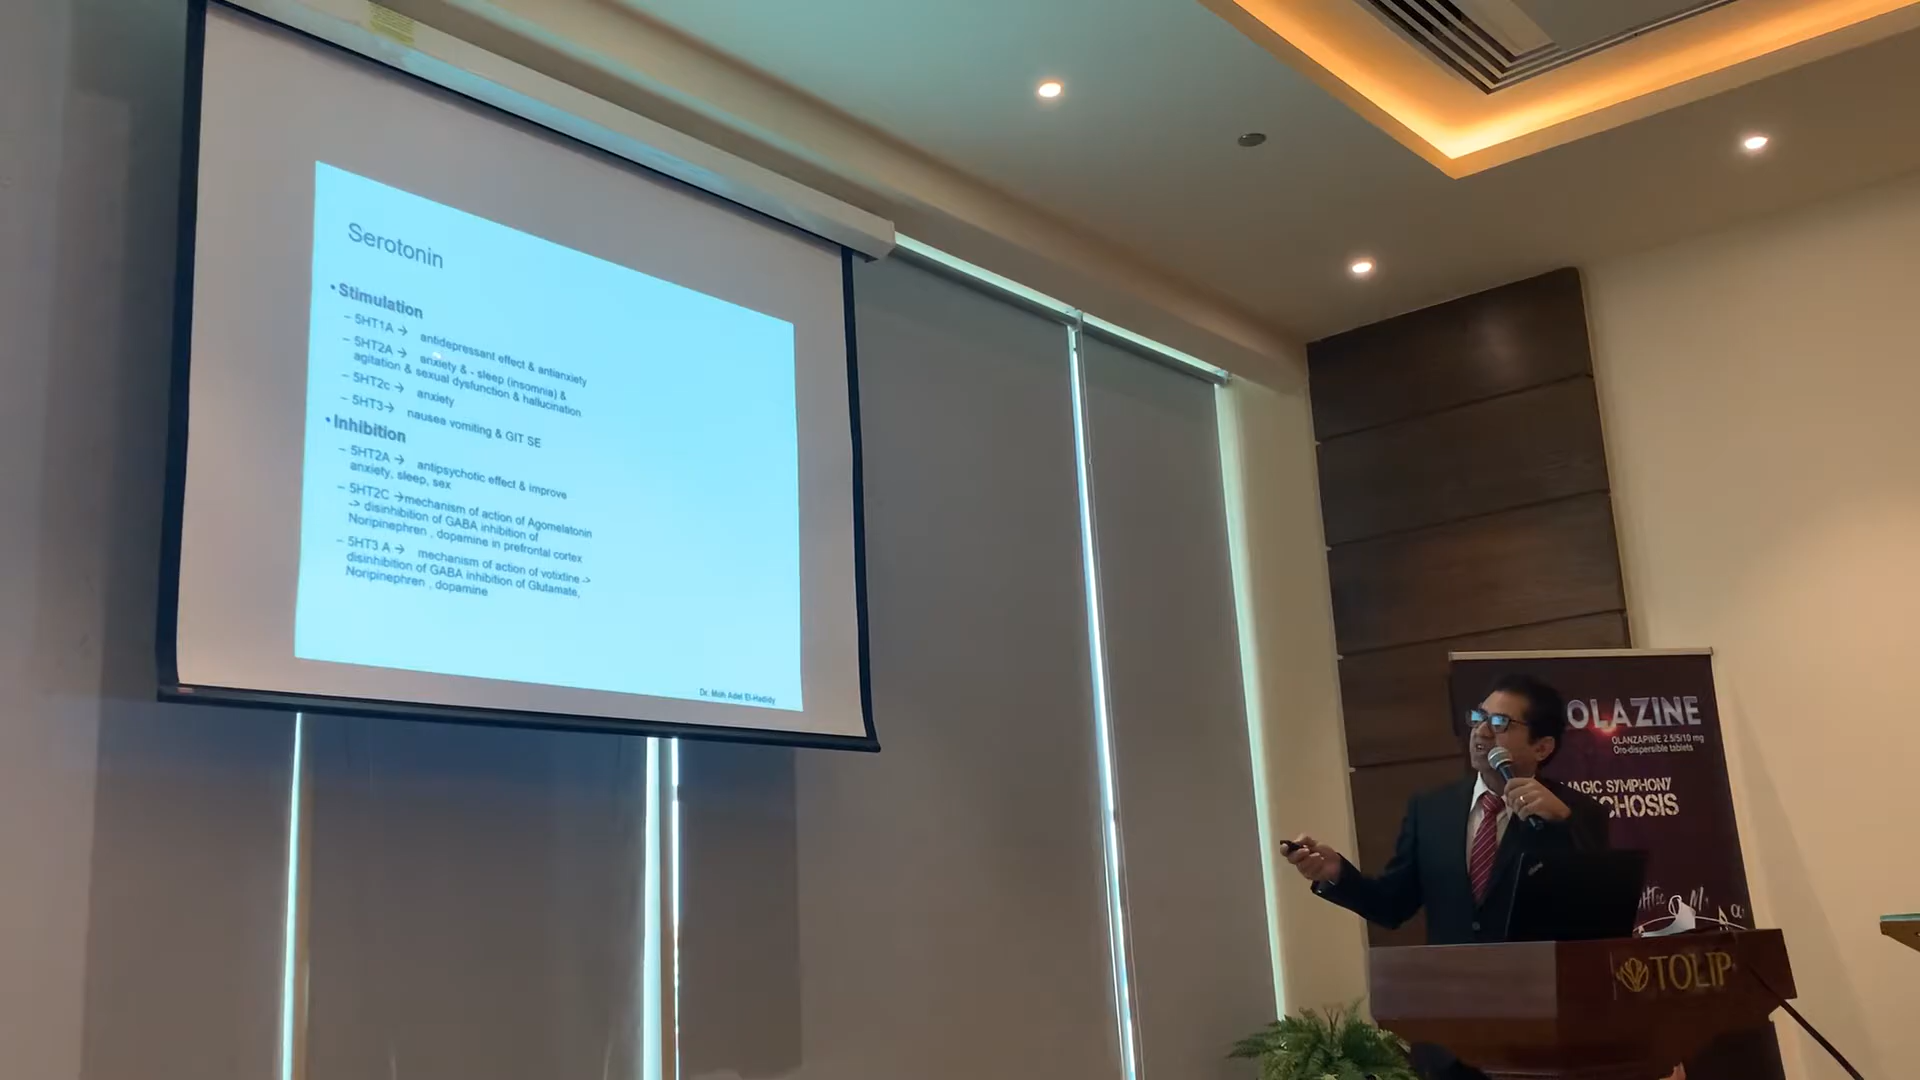 Serotonin
• Stimulation
– 5HT1A → antidepressant effect & antianxiety
– 5HT2A → anxiety & - sleep (insomnia) &
agitation & sexual dysfunction & hallucination
– 5HT2c → anxiety
– 5HT3→ nausea vomiting & GIT SE
• Inhibition
– 5HT2A → antipsychotic effect & improve
anxiety, sleep, sex
– 5HT2C →mechanism of action of Agomelatonin
-> disinhibition of GABA inhibition of
Noripinephren , dopamine in prefrontal cortex
– 5HT3 A → mechanism of action of votixtine ->
disinhibition of GABA inhibition of Glutamate,
Noripinephren , dopamine
Dr. Moh Adel El-Hadidy
OLAZINE
OLANZAPINE 2.5/5/10 mg
Oro-dispersible tablets
MAGIC SYMPHONY
CHOSIS
TOLIP